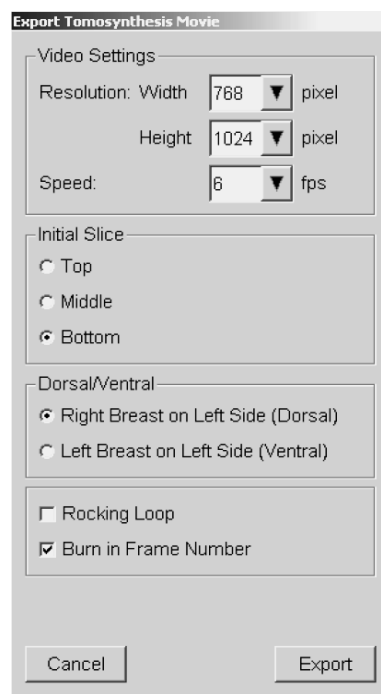 Export Tomosynthesis Movie
Video Settings
Resolution: Width 768 pixel
Height 1024 pixel
Speed: 6 fps
Initial Slice
Top
Middle
Bottom
Dorsal/Ventral
Right Breast on Left Side (Dorsal)
Left Breast on Left Side (Ventral)
Rocking Loop
Burn in Frame Number
Cancel Export